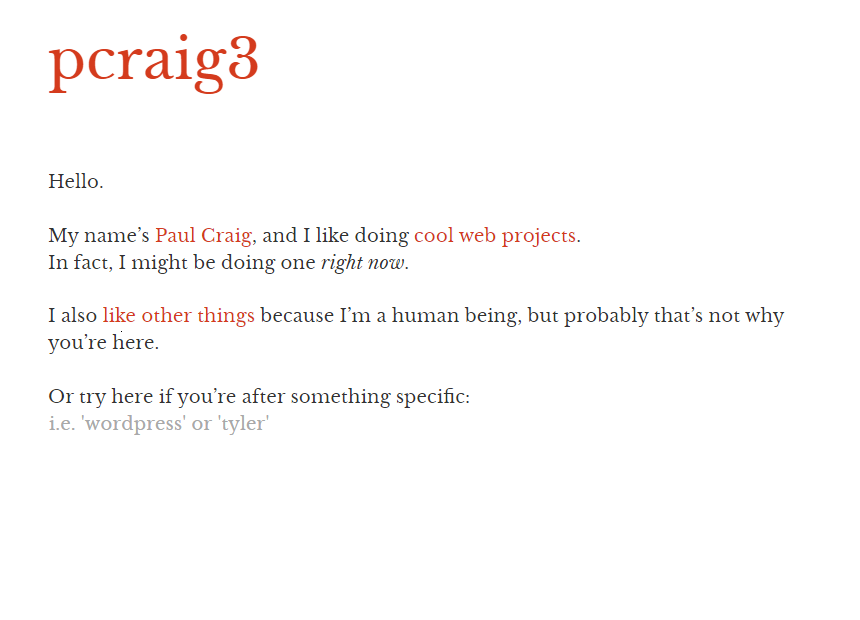 pcraig3
Hello.
My name’s Paul Craig, and I like doing cool web projects.
In fact, I might be doing one right now.
I also like other things because I’m a human being, but probably that’s not why
you’re here.
Or try here if you’re after something specific:
i.e. 'wordpress' or 'tyler'